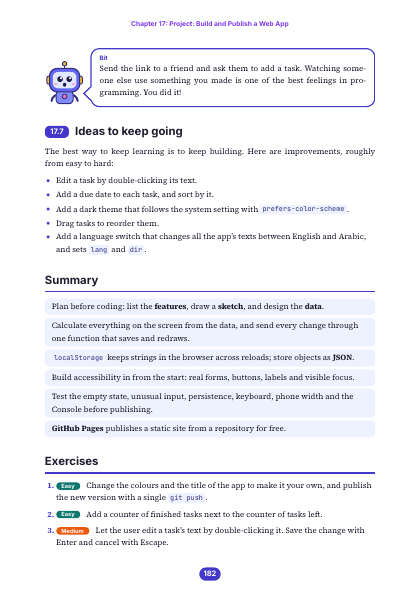 Chapter 17: Project: Build and Publish a Web App
Bit
Send the link to a friend and ask them to add a task. Watching some-
one else use something you made is one of the best feelings in pro-
gramming. You did it!
17.7 Ideas to keep going
The best way to keep learning is to keep building. Here are improvements, roughly
from easy to hard:
• Edit a task by double-clicking its text.
• Add a due date to each task, and sort by it.
• Add a dark theme that follows the system setting with prefers-color-scheme.
• Drag tasks to reorder them.
• Add a language switch that changes all the app's texts between English and Arabic,
and sets lang and dir.
Summary
Plan before coding: list the features, draw a sketch, and design the data.
Calculate everything on the screen from the data, and send every change through
one function that saves and redraws.
localStorage keeps strings in the browser across reloads; store objects as JSON.
Build accessibility in from the start: real forms, buttons, labels and visible focus.
Test the empty state, unusual input, persistence, keyboard, phone width and the
Console before publishing.
GitHub Pages publishes a static site from a repository for free.
Exercises
1. Easy Change the colours and the title of the app to make it your own, and publish
the new version with a single git push.
2. Easy Add a counter of finished tasks next to the counter of tasks left.
3. Medium Let the user edit a task's text by double-clicking it. Save the change with
Enter and cancel with Escape.
182